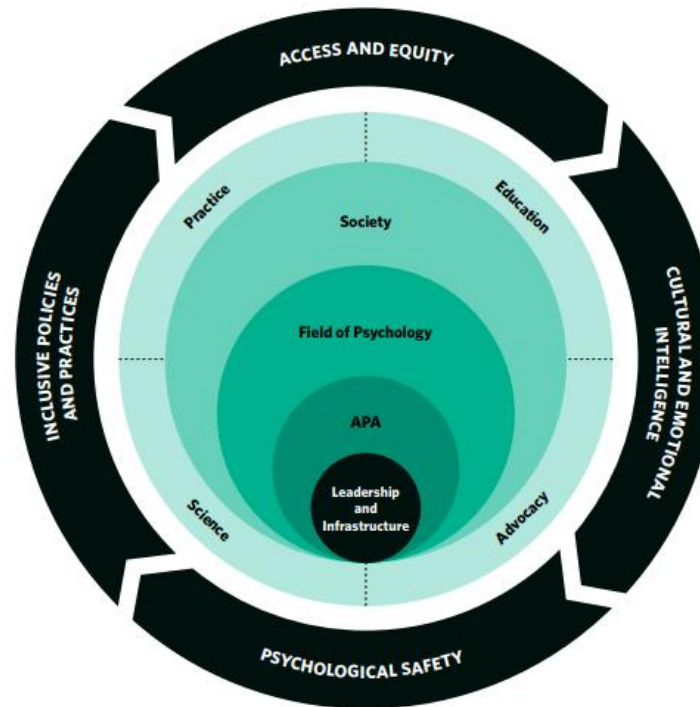 ACCESS AND EQUITY
Practice
Education
Society
INCLUSIVE POLICIES
AND PRACTICES
Field of Psychology
CULTURAL AND EMOTIONAL
INTELLIGENCE
APA
Leadership
and
Infrastructure
Science
Advocacy
PSYCHOLOGICAL SAFETY